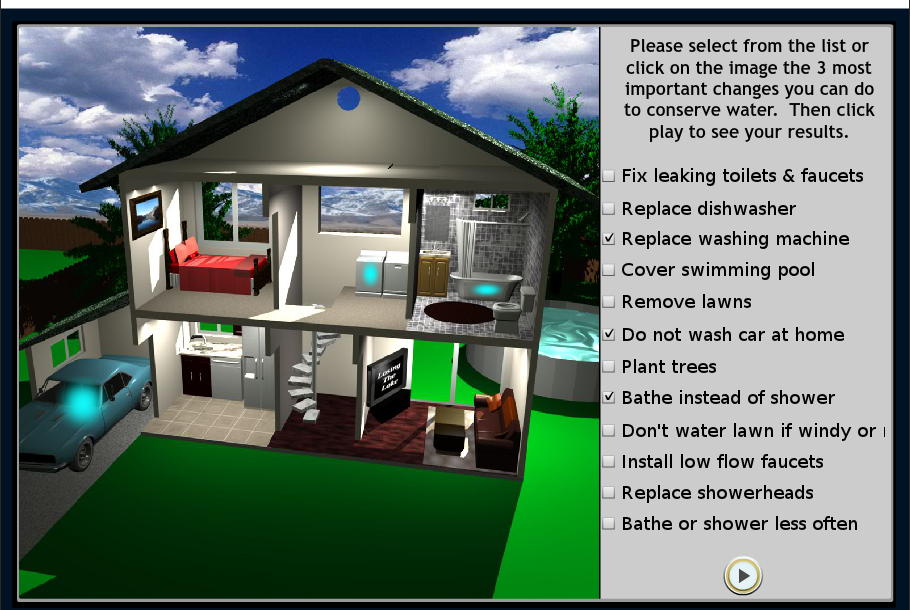 Please select from the list or
click on the image the 3 most
important changes you can do
to conserve water. Then click
play to see your results.
Fix leaking toilets & faucets
Replace dishwasher
Replace washing machine
Cover swimming pool
Remove lawns
Do not wash car at home
Plant trees
Bathe instead of shower
Don't water lawn if windy or
Install low flow faucets
Replace showerheads
Bathe or shower less often
Losing
The
Lake